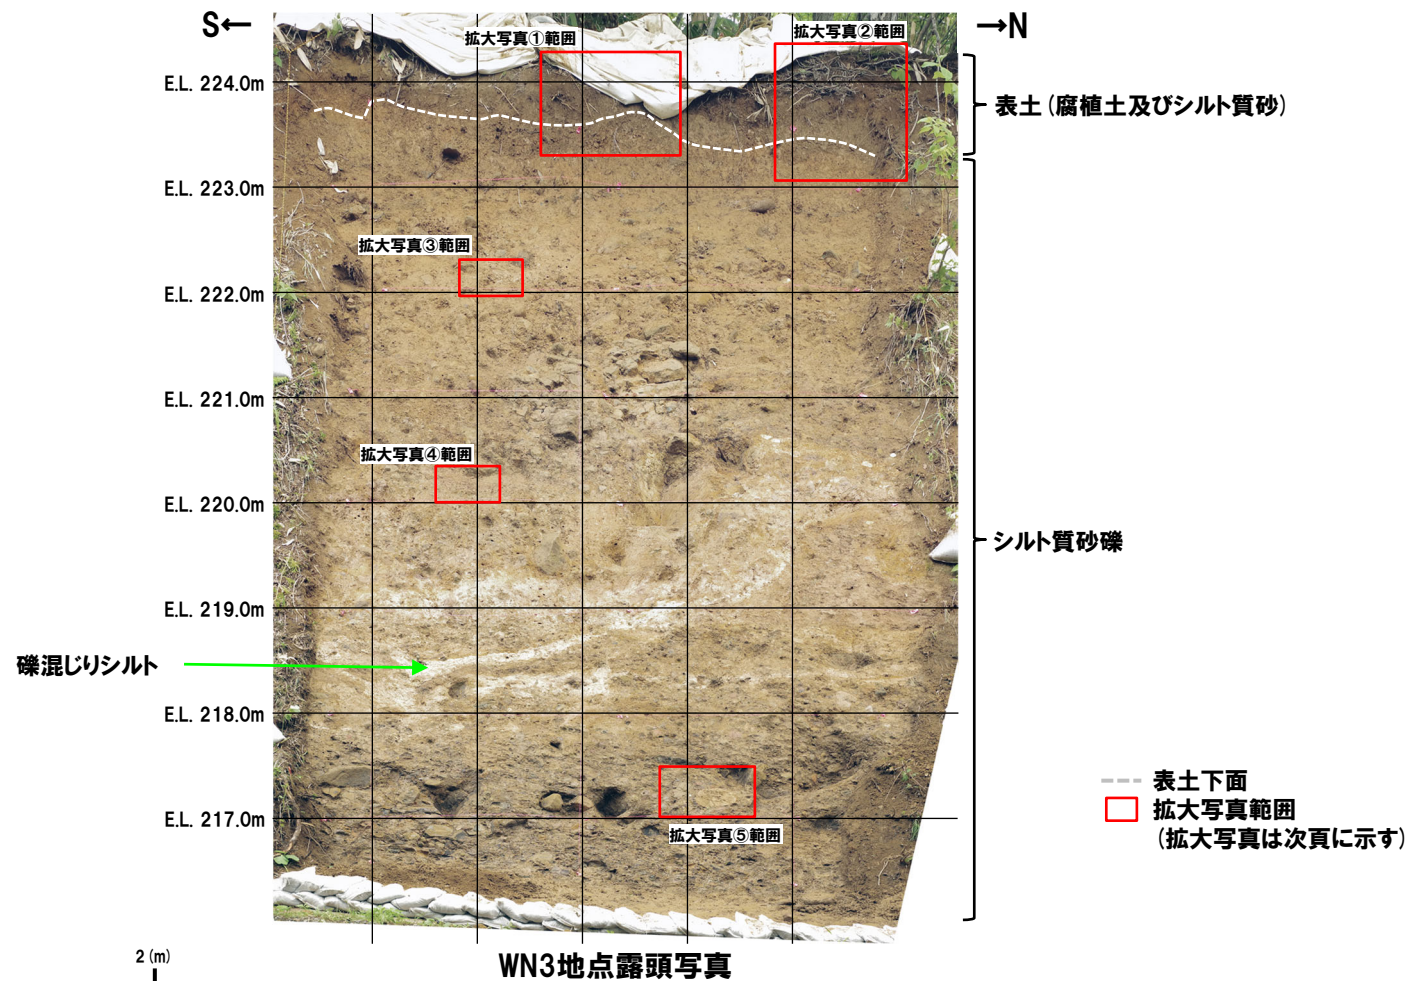 S←
→N
拡大写真①範囲
拡大写真②範囲
E.L. 224.0m
表土（腐植土及びシルト質砂）
E.L. 223.0m
拡大写真③範囲
E.L. 222.0m
E.L. 221.0m
拡大写真④範囲
E.L. 220.0m
シルト質砂礫
E.L. 219.0m
礫混じりシルト
E.L. 218.0m
表土下面
拡大写真範囲
(拡大写真は次頁に示す)
E.L. 217.0m
拡大写真⑤範囲
2 (m)
WN3地点露頭写真